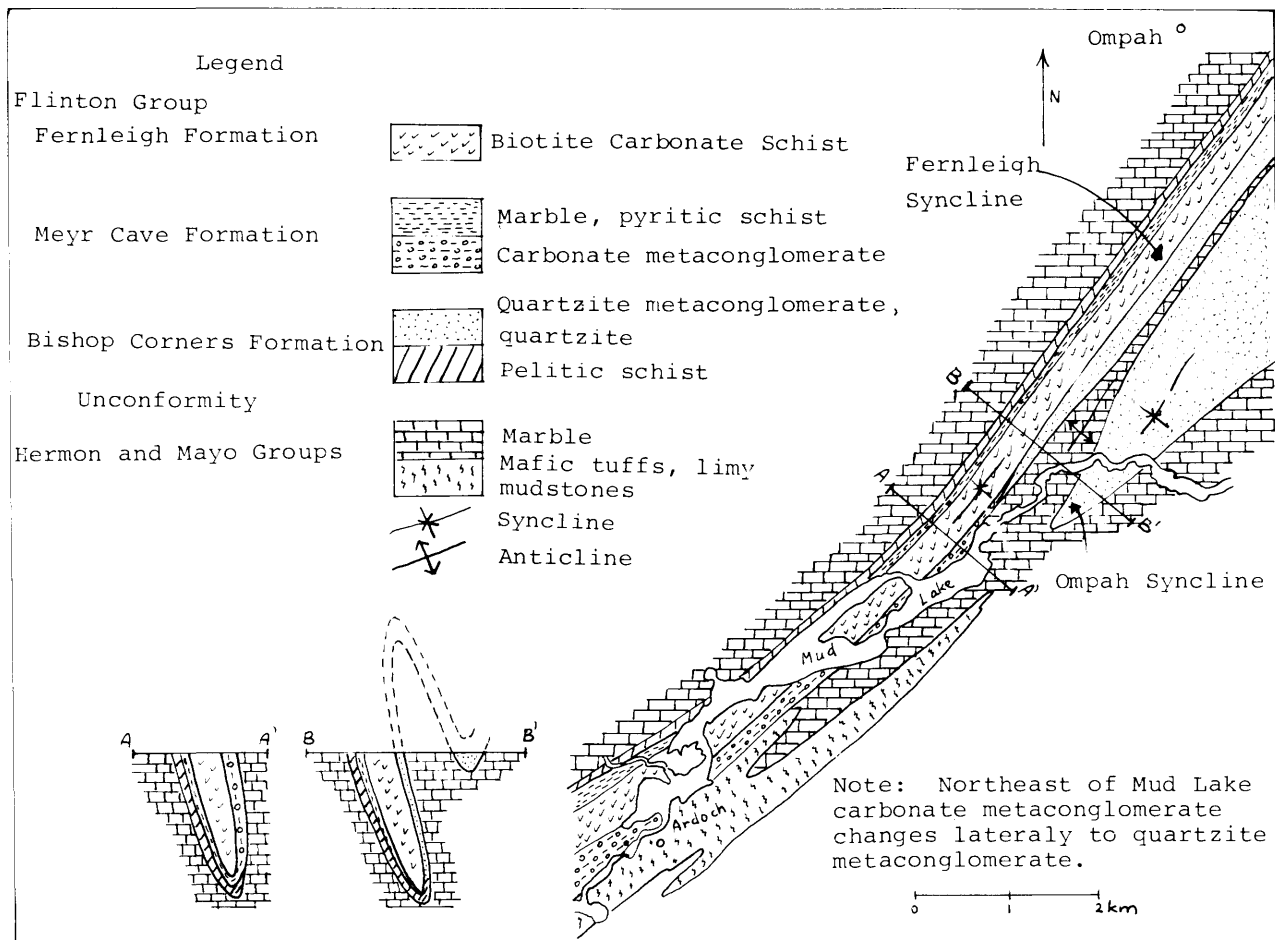 Legend
Flinton Group
Fernleigh Formation
Biotite Carbonate Schist
Meyr Cave Formation
Marble, pyritic schist
Carbonate metaconglomerate
Bishop Corners Formation
Quartzite metaconglomerate,
quartzite
Pelitic schist
Unconformity
Hermon and Mayo Groups
Marble
Mafic tuffs, limy
mudstones
Syncline
Anticline
Ompah
N
Fernleigh
Syncline
B
A
B'
A'
Ompah Syncline
Lake
Mud
Ardoch
A
A'
B
B'
Note: Northeast of Mud Lake
carbonate metaconglomerate
changes lateraly to quartzite
metaconglomerate.
0 1 2 km